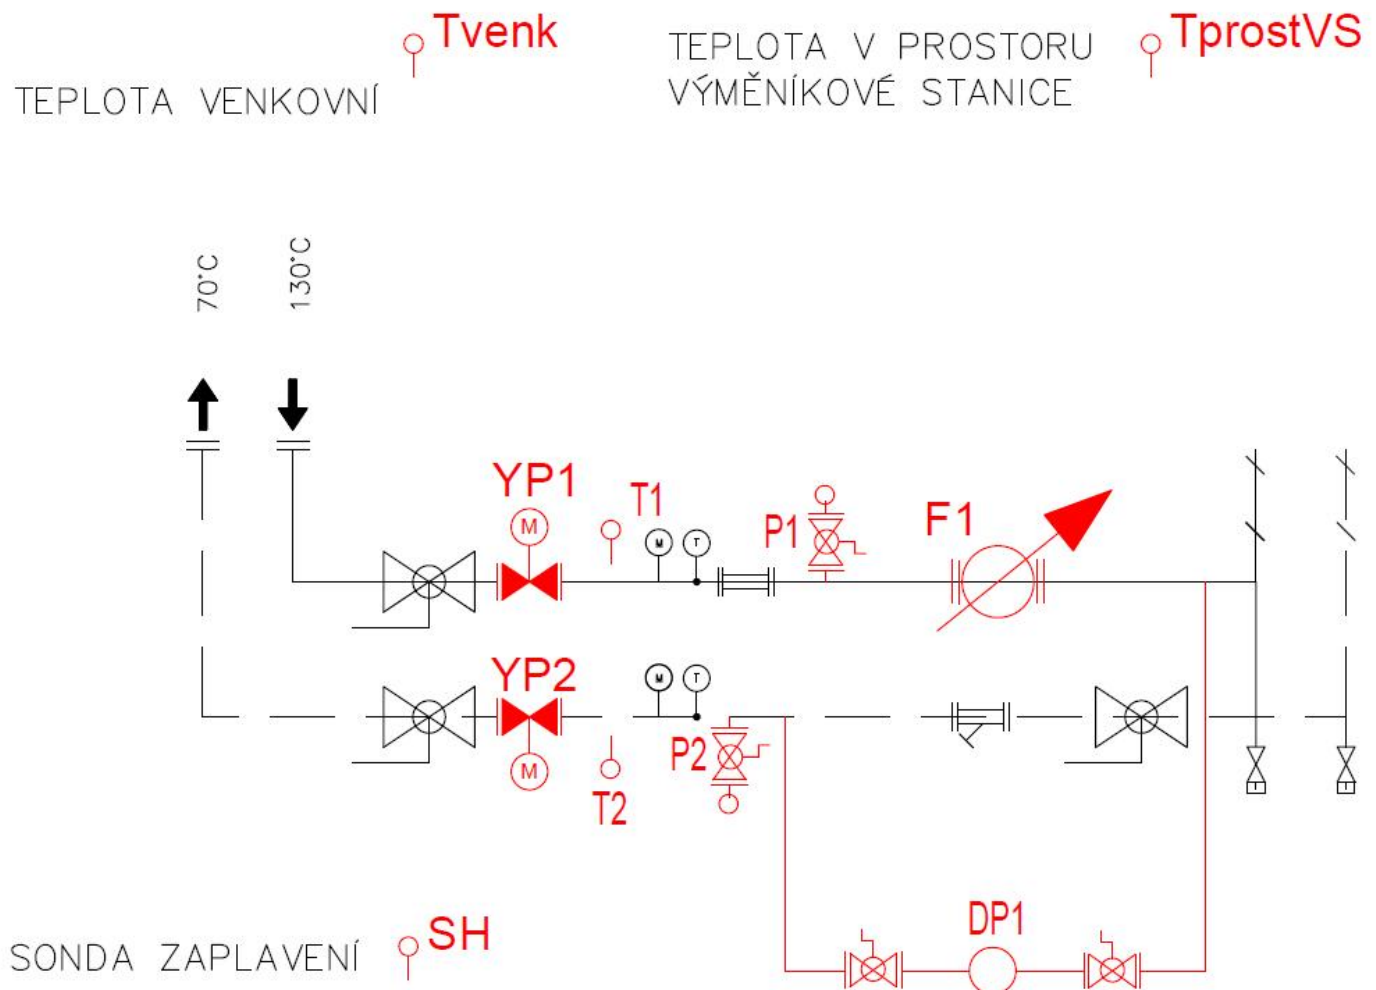 Tvenk
TEPLOTA VENKOVNÍ
TEPLOTA V PROSTORU
VÝMĚNÍKOVÉ STANICE
TprostVS
70°C
130°C
YP1
M
T1
M
T
P1
F1
YP2
M
T2
M
T
P2
DP1
SONDA ZAPLAVENÍ
SH